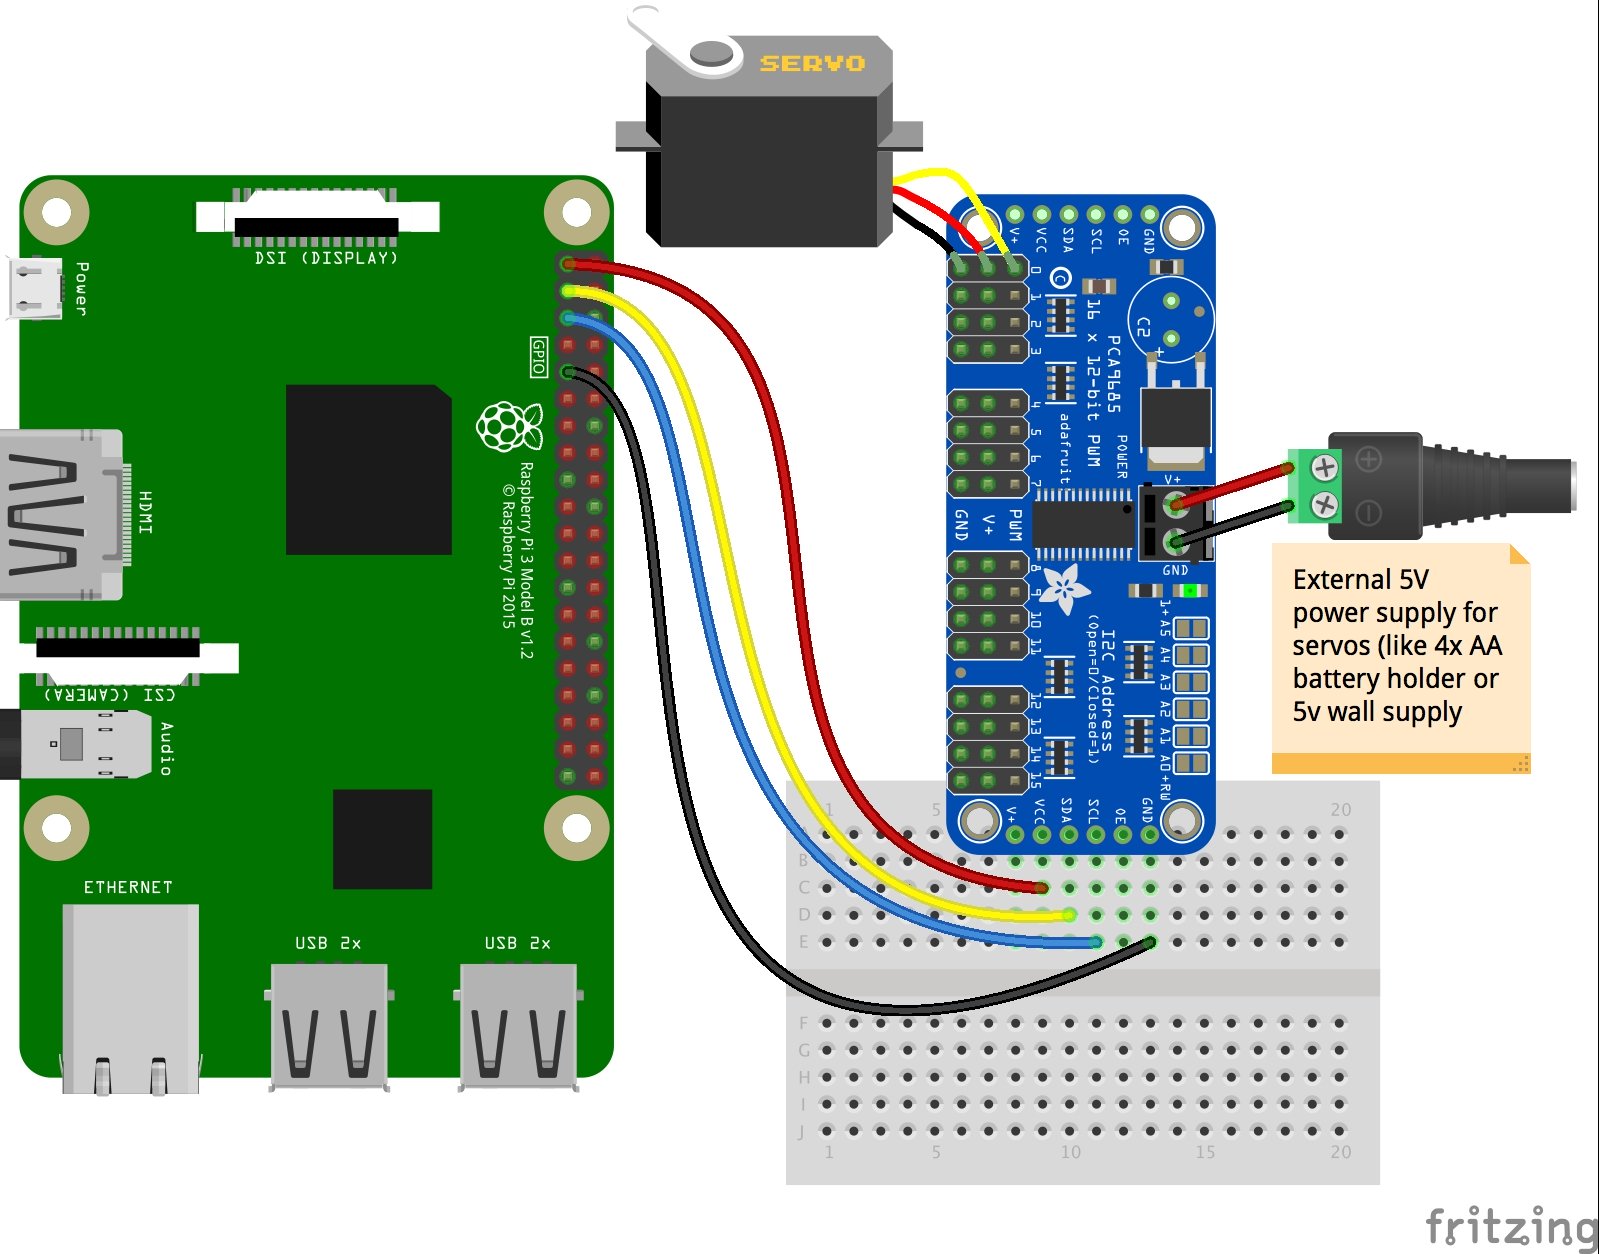 SERVO
DSI (DISPLAY)
Power
GPIO
HDMI
Raspberry Pi 3 Model B v1.2
© Raspberry Pi 2015
CSI (CAMERA)
Audio
ETHERNET
USB 2x
USB 2x
V+ VCC SDA SCL OE GND
0
1
2
3
C2
+
16 x 12-bit PWM
PCA9685
adafruit
POWER
4
5
6
7
V+
GND V+ PWM
GND
8
9
10
11
I2C Address
(Open=0/Closed=1)
1+
A5
A4
A3
A2
A1
A0+RW
12
13
14
15
V+ VCC SDA SCL OE GND
External 5V
power supply for
servos (like 4x AA
battery holder or
5v wall supply
1 5 20
B
C
D
E
F
G
H
I
J
1 5 10 15 20
fritzing